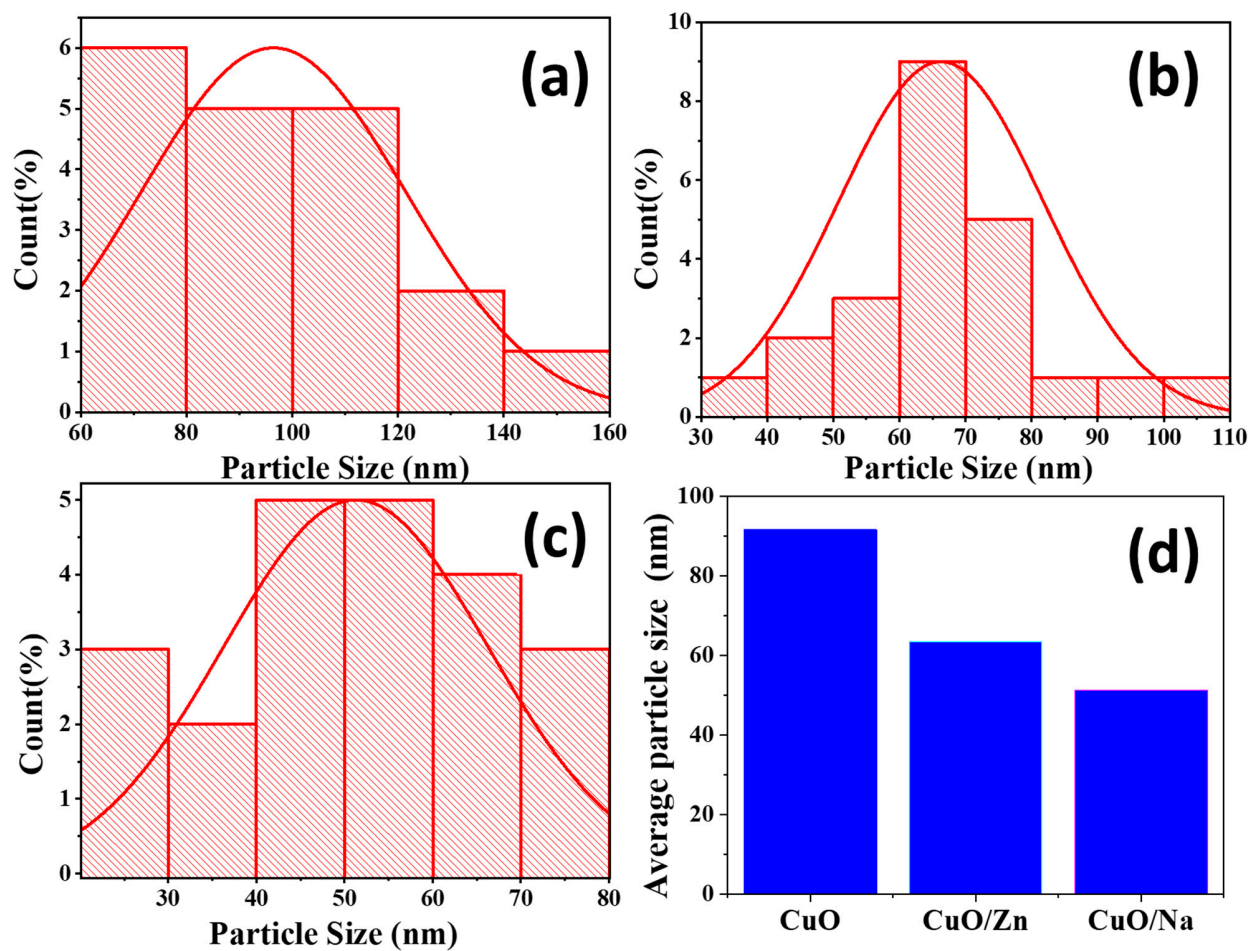 (a)
Count(%)
6
5
4
3
2
1
0
60 80 100 120 140 160
Particle Size (nm)
(b)
Count(%)
10
8
6
4
2
0
30 40 50 60 70 80 90 100 110
Particle Size (nm)
(c)
Count(%)
5
4
3
2
1
0
30 40 50 60 70 80
Particle Size (nm)
(d)
Average particle size (nm)
100
80
60
40
20
0
CuO CuO/Zn CuO/Na